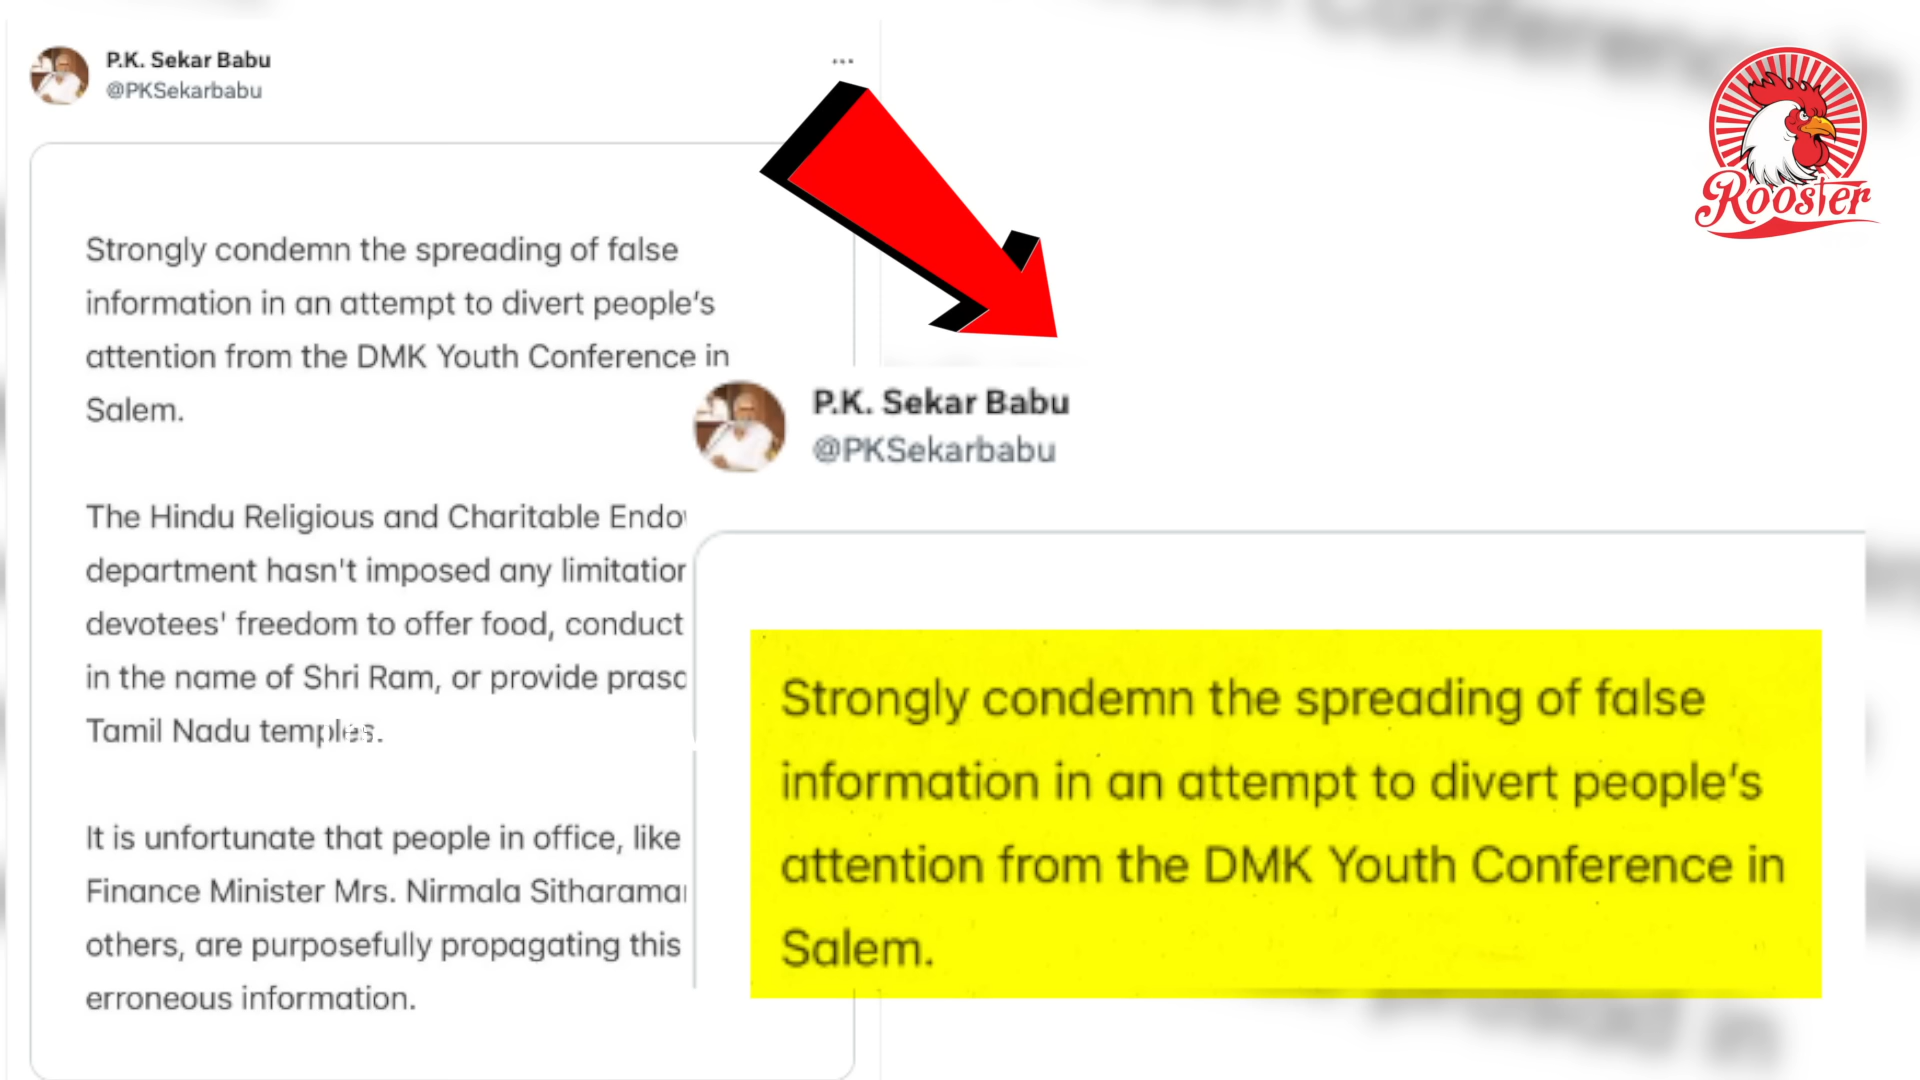 P.K. Sekar Babu
@PKSekarbabu
Strongly condemn the spreading of false
information in an attempt to divert people's
attention from the DMK Youth Conference in
Salem.
The Hindu Religious and Charitable
department hasn't imposed any
devotees' freedom to offer food, conduct
in the name of Shri Ram, or provide
Tamil Nadu temples.
It is unfortunate that people in office, like
Finance Minister Mrs. Nirmala
others, are purposefully propagating this
erroneous information.
P.K. Sekar Babu
@PKSekarbabu
Strongly condemn the spreading of false
information in an attempt to divert people's
attention from the DMK Youth Conference in
Salem.
Rooster